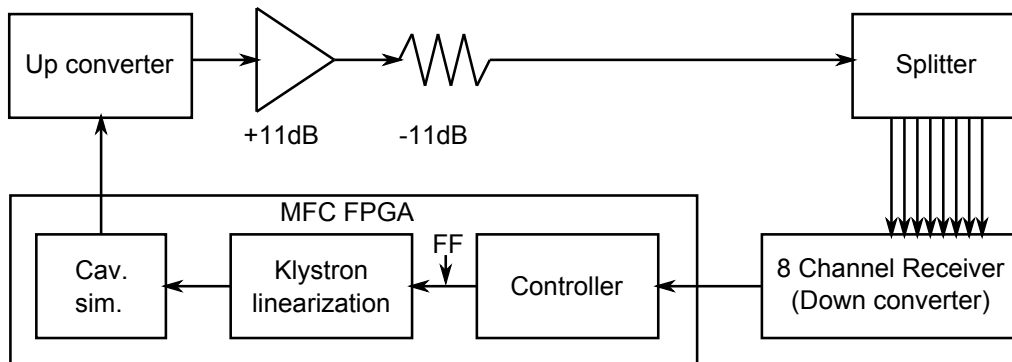 Up converter
Splitter
+11dB
-11dB
MFC FPGA
FF
Cav.
sim.
Klystron
linearization
Controller
8 Channel Receiver
(Down converter)